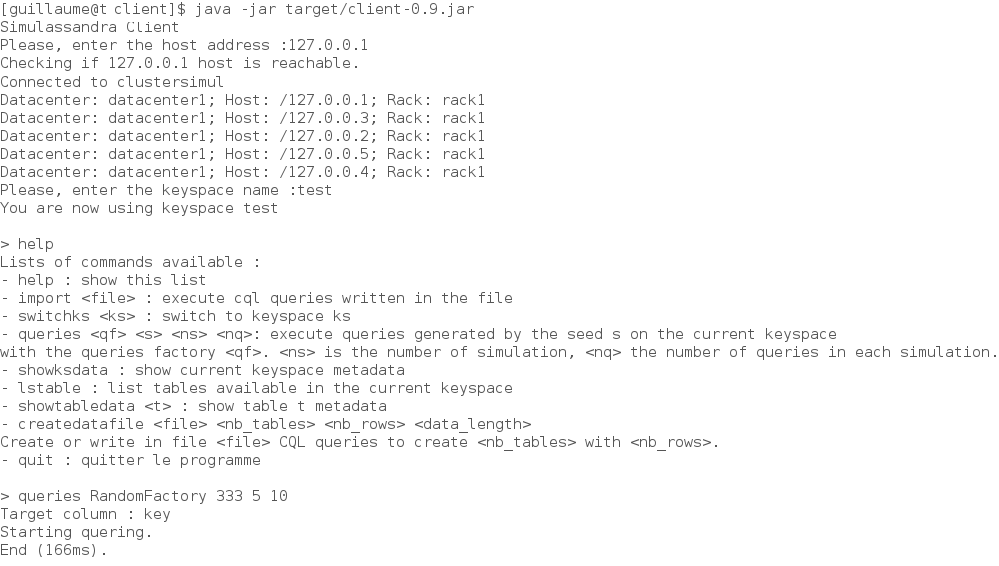 [guillaume@t client]$ java -jar target/client-0.9.jar
Simulassandra Client
Please, enter the host address :127.0.0.1
Checking if 127.0.0.1 host is reachable.
Connected to clustersimul
Datacenter: datacenter1; Host: /127.0.0.1; Rack: rack1
Datacenter: datacenter1; Host: /127.0.0.3; Rack: rack1
Datacenter: datacenter1; Host: /127.0.0.2; Rack: rack1
Datacenter: datacenter1; Host: /127.0.0.5; Rack: rack1
Datacenter: datacenter1; Host: /127.0.0.4; Rack: rack1
Please, enter the keyspace name :test
You are now using keyspace test
> help
Lists of commands available :
- help : show this list
- import <file> : execute cql queries written in the file
- switchks <ks> : switch to keyspace ks
- queries <qf> <s> <ns> <nq>: execute queries generated by the seed s on the current keyspace
with the queries factory <qf>. <ns> is the number of simulation, <nq> the number of queries in each simulation.
- showksdata : show current keyspace metadata
- lstable : list tables available in the current keyspace
- showtabledata <t> : show table t metadata
- createdatafile <file> <nb_tables> <nb_rows> <data_length>
Create or write in file <file> CQL queries to create <nb_tables> with <nb_rows>.
- quit : quitter le programme
> queries RandomFactory 333 5 10
Target column : key
Starting quering.
End (166ms).